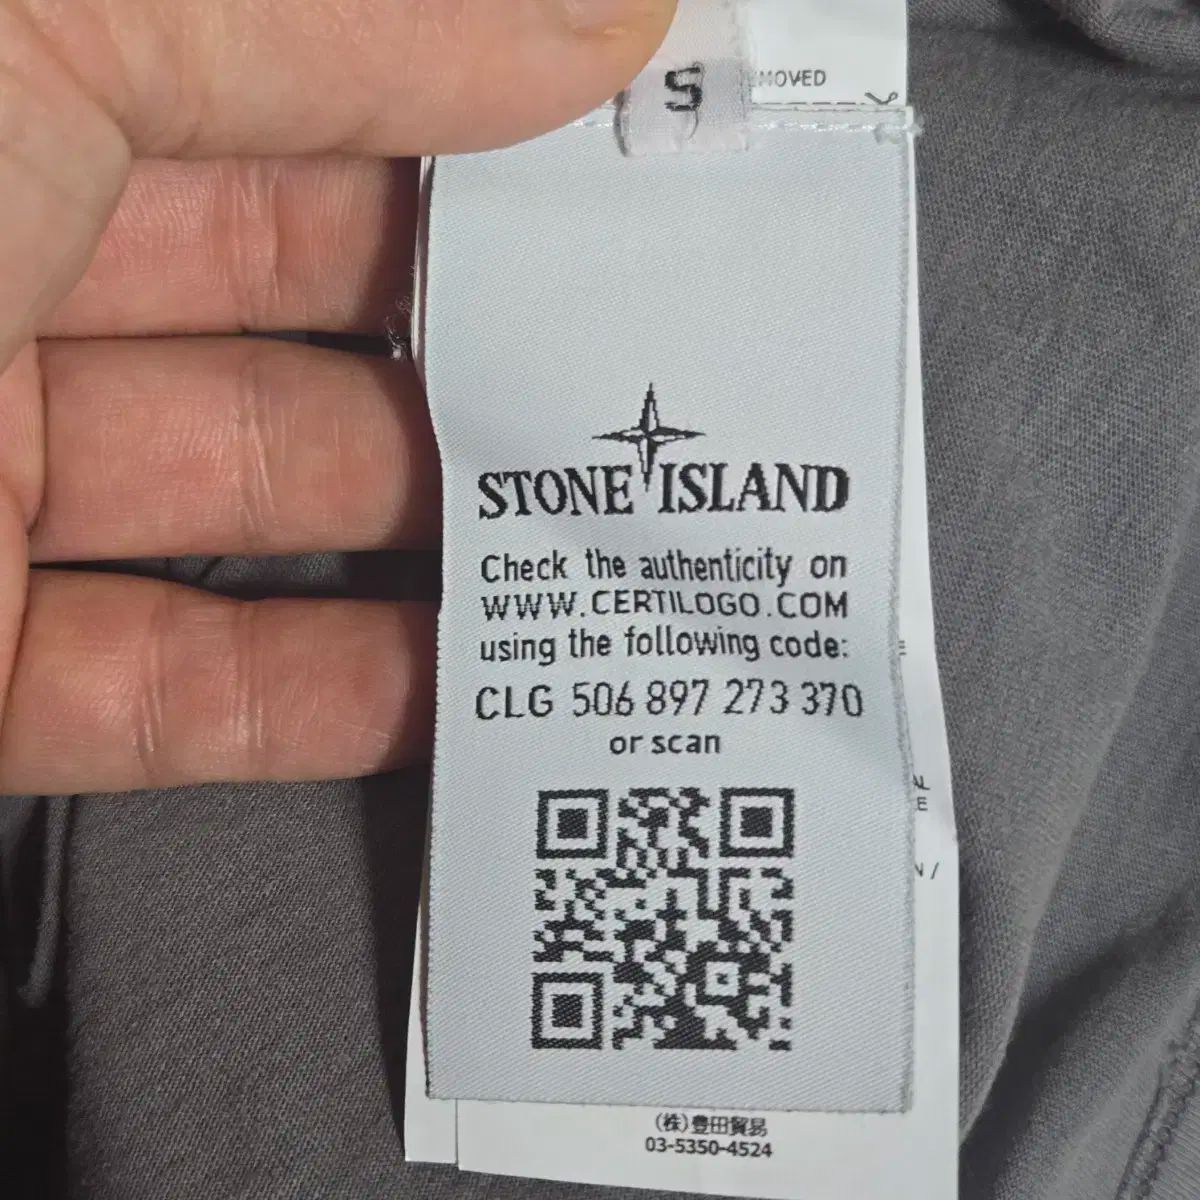 S
MOVED
STONE ISLAND
Check the authenticity on
WWW.CERTILOGO.COM
using the following code:
CLG 506 897 273 370
or scan
(株)豊田貿易
03-5350-4524